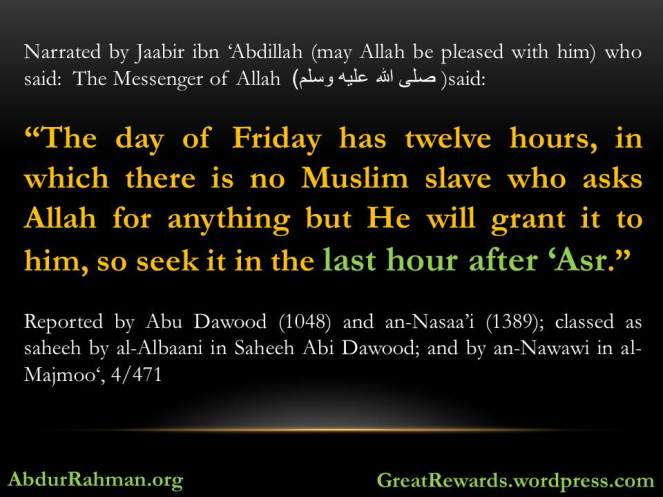 Narrated by Jaabir ibn ‘Abdillah (may Allah be pleased with him) who
said: The Messenger of Allah (صلى الله عليه وسلم )said:
“The day of Friday has twelve hours, in
which there is no Muslim slave who asks
Allah for anything but He will grant it to
him, so seek it in the last hour after ‘Asr.”
Reported by Abu Dawood (1048) and an-Nasaa’i (1389); classed as
saheeh by al-Albaani in Saheeh Abi Dawood; and by an-Nawawi in al-
Majmoo‘, 4/471
AbdurRahman.org
GreatRewards.wordpress.com